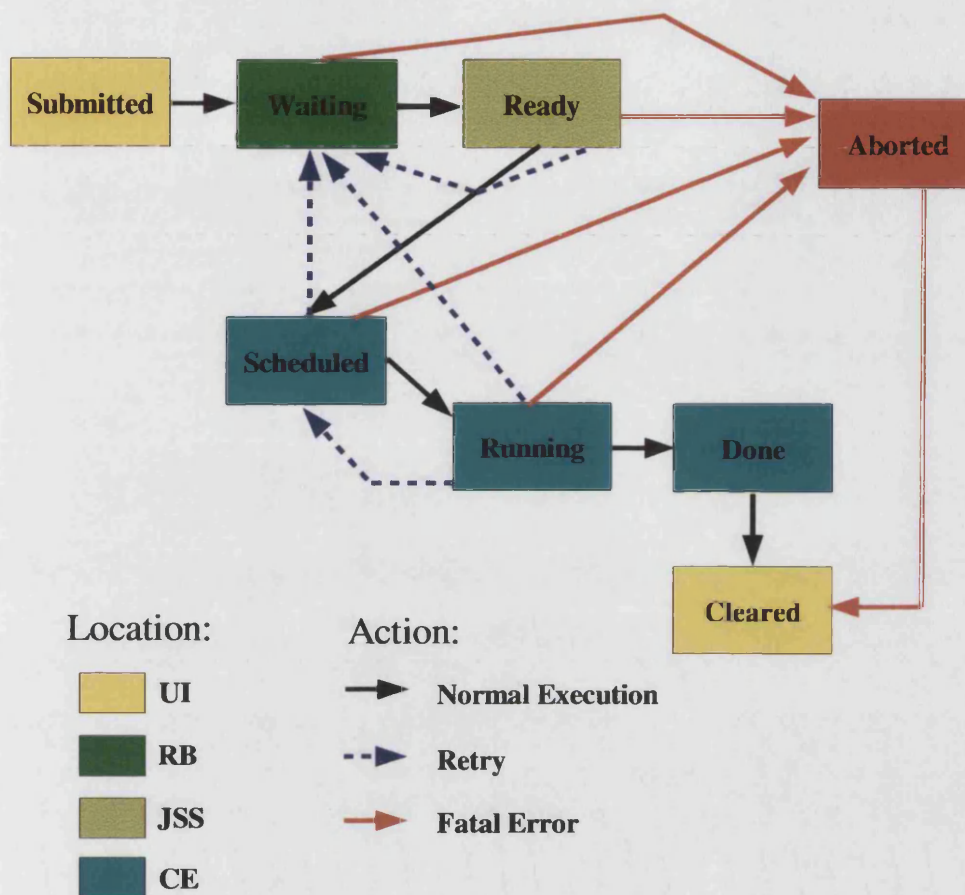 Submitted
Waiting
Ready
Aborted
Scheduled
Running
Done
Cleared
Location:
UI
RB
JSS
CE
Action:
Normal Execution
Retry
Fatal Error